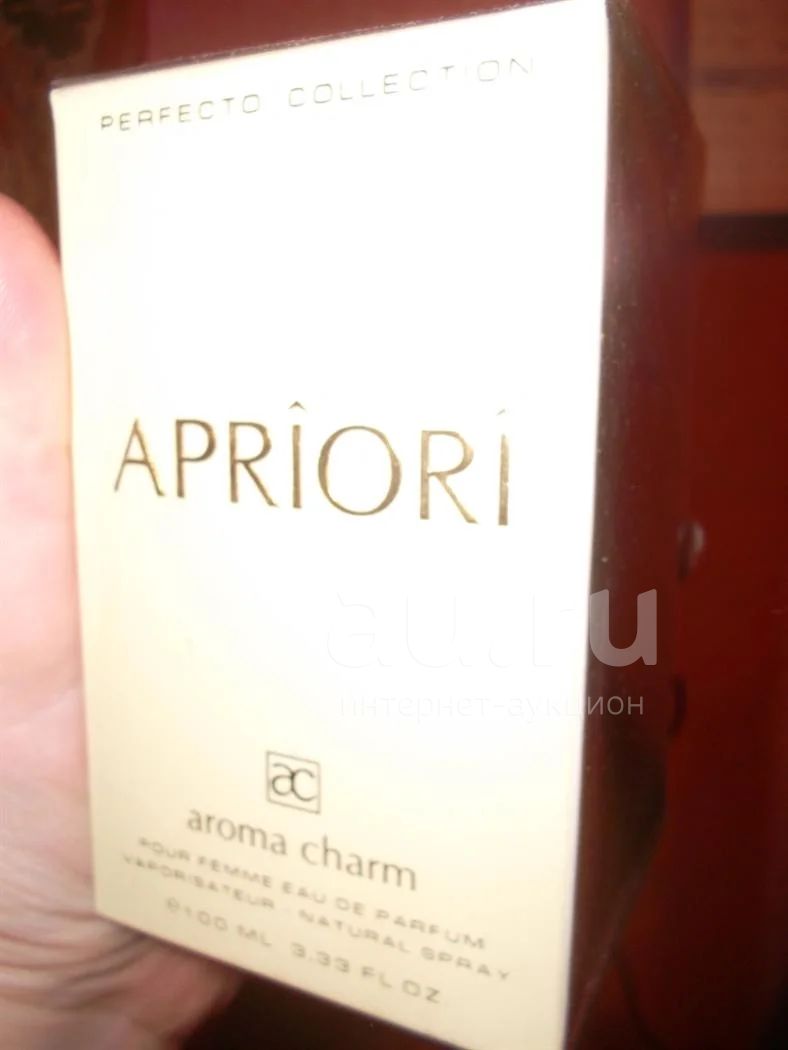 PERFECTO COLLECTION
APRÎORÍ
au.ru
интернет-аукцион
ac
aroma charm
POUR FEMME EAU DE PARFUM
VAPORISATEUR · NATURAL SPRAY
e 100 ML 3.33 FL OZ